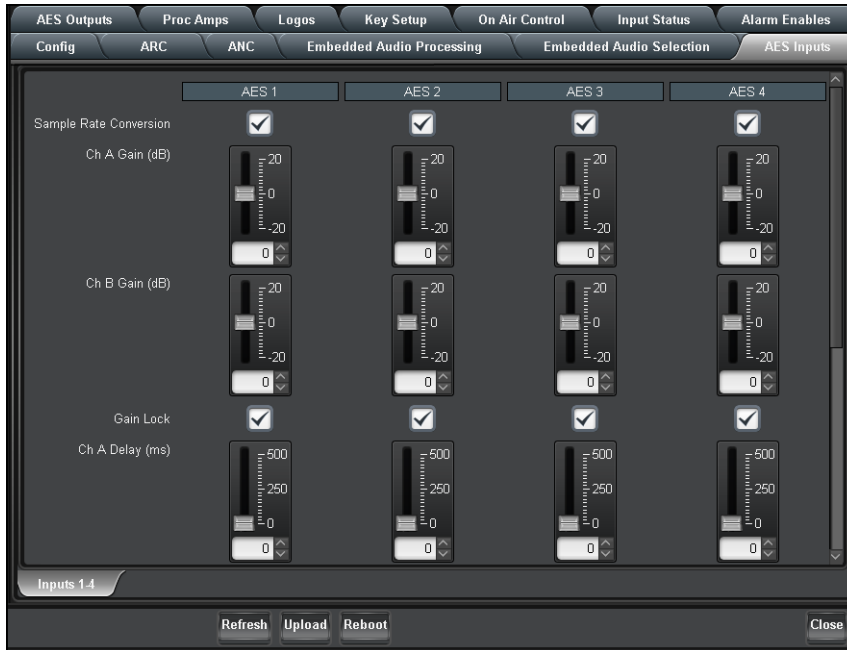 AES Outputs Proc Amps Logos Key Setup On Air Control Input Status Alarm Enables
Config ARC ANC Embedded Audio Processing Embedded Audio Selection AES Inputs
AES 1 AES 2 AES 3 AES 4
Sample Rate Conversion
Ch A Gain (dB)
20 20 20 20
0 0 0 0
-20 -20 -20 -20
0 0 0 0
Ch B Gain (dB)
20 20 20 20
0 0 0 0
-20 -20 -20 -20
0 0 0 0
Gain Lock
Ch A Delay (ms)
500 500 500 500
250 250 250 250
0 0 0 0
0 0 0 0
Inputs 1-4
Refresh Upload Reboot Close